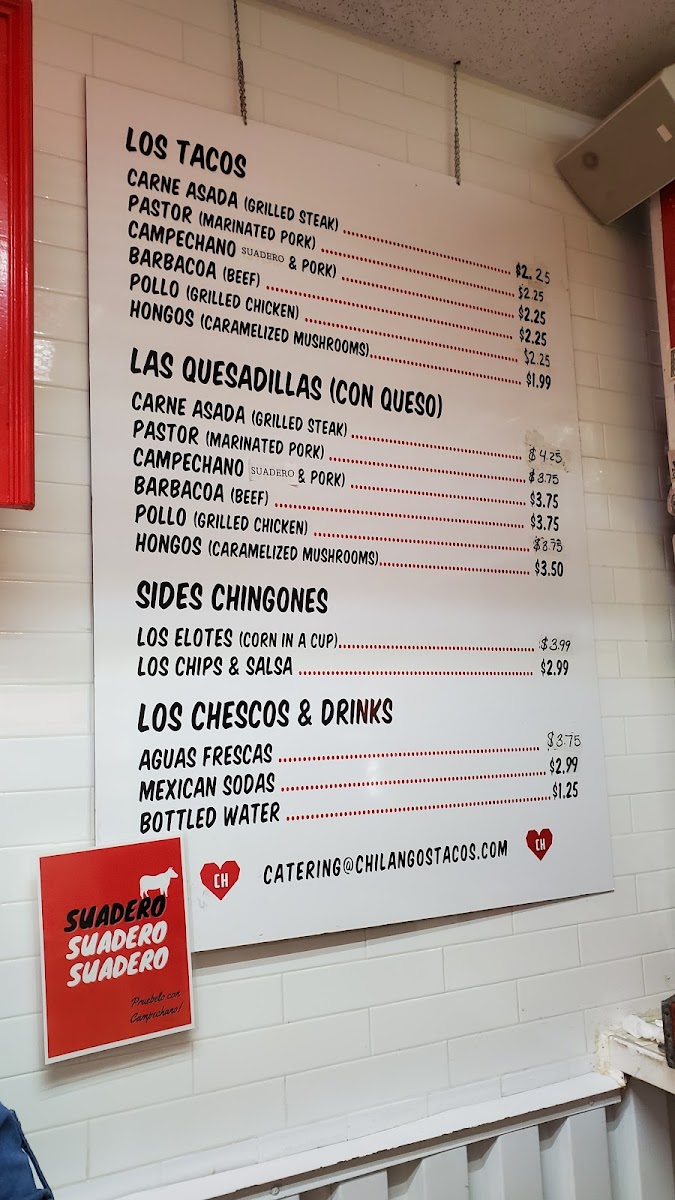 LOS TACOS
CARNE ASADA (GRILLED STEAK) $2.25
PASTOR (MARINATED PORK) $2.25
CAMPECHANO SUADERO & PORK) $2.25
BARBACOA (BEEF) $2.25
POLLO (GRILLED CHICKEN) $2.25
HONGOS (CARAMELIZED MUSHROOMS) $1.99
LAS QUESADILLAS (CON QUESO)
CARNE ASADA (GRILLED STEAK) $4.25
PASTOR (MARINATED PORK) $3.75
CAMPECHANO SUADERO & PORK) $3.75
BARBACOA (BEEF) $3.75
POLLO (GRILLED CHICKEN) $3.75
HONGOS (CARAMELIZED MUSHROOMS) $3.50
SIDES CHINGONES
LOS ELOTES (CORN IN A CUP) $3.99
LOS CHIPS & SALSA $2.99
LOS CHESCOS & DRINKS
AGUAS FRESCAS $3.75
MEXICAN SODAS $2.99
BOTTLED WATER $1.25
CH CATERING@CHILANGOSTACOS.COM CH
SUADERO
SUADERO
SUADERO
Pruebelo con
Campechano!